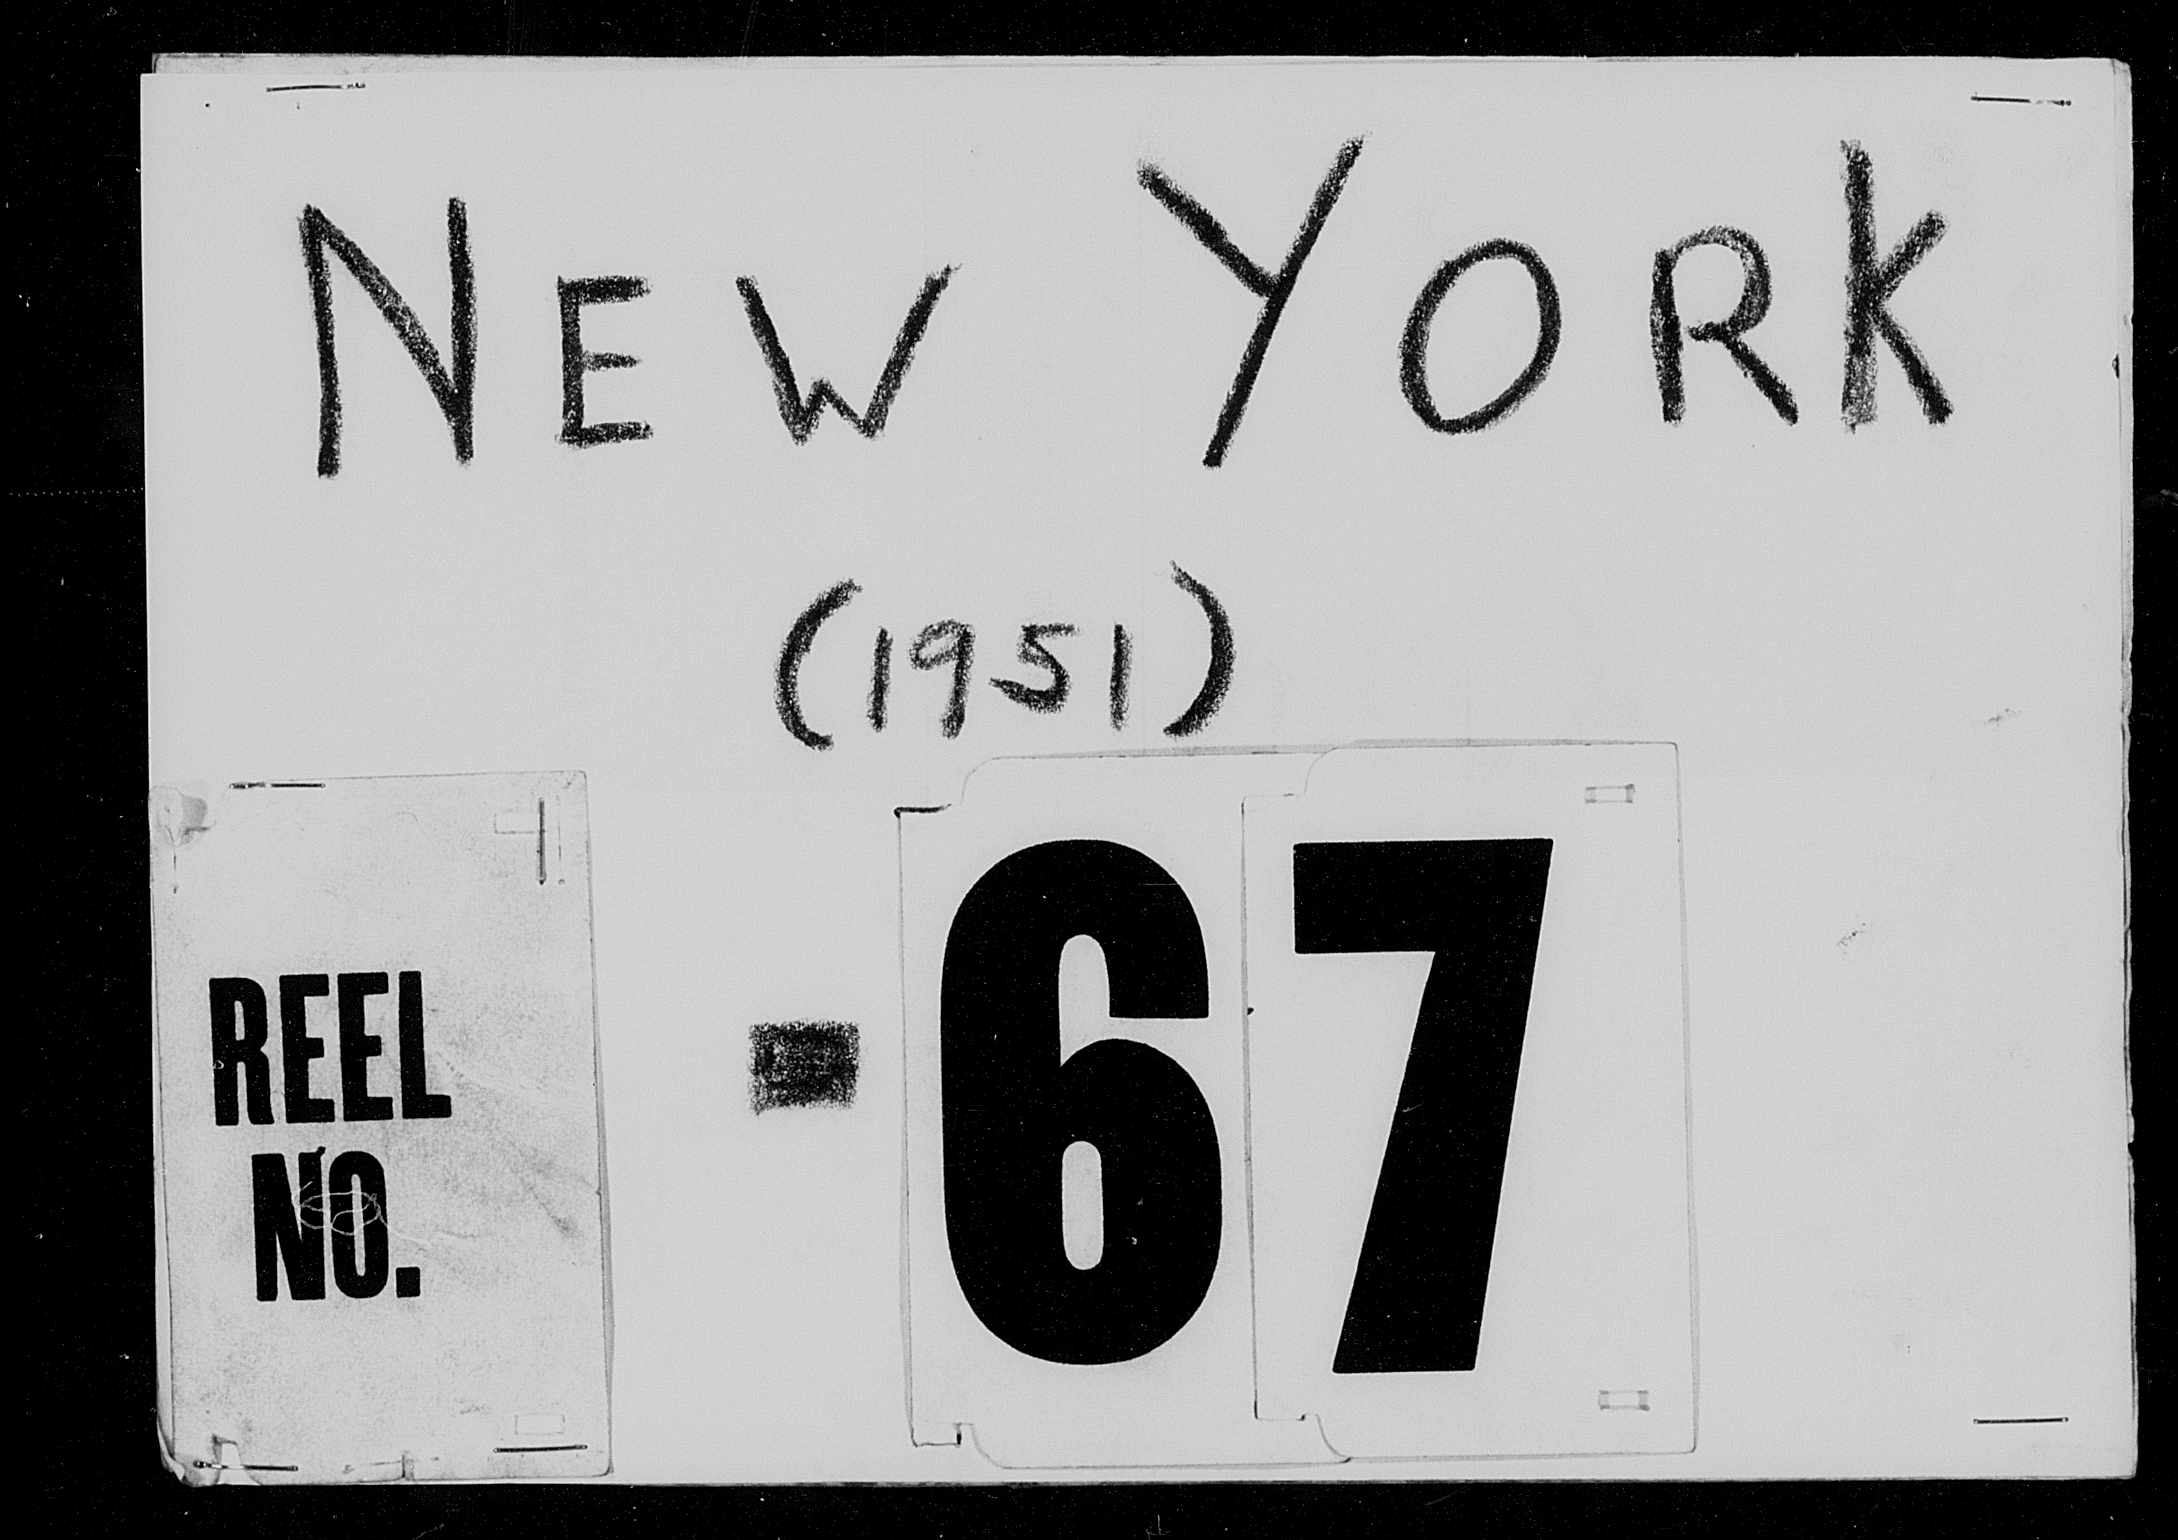 NEW YORK
(1951)
REEL
NO.
- 67